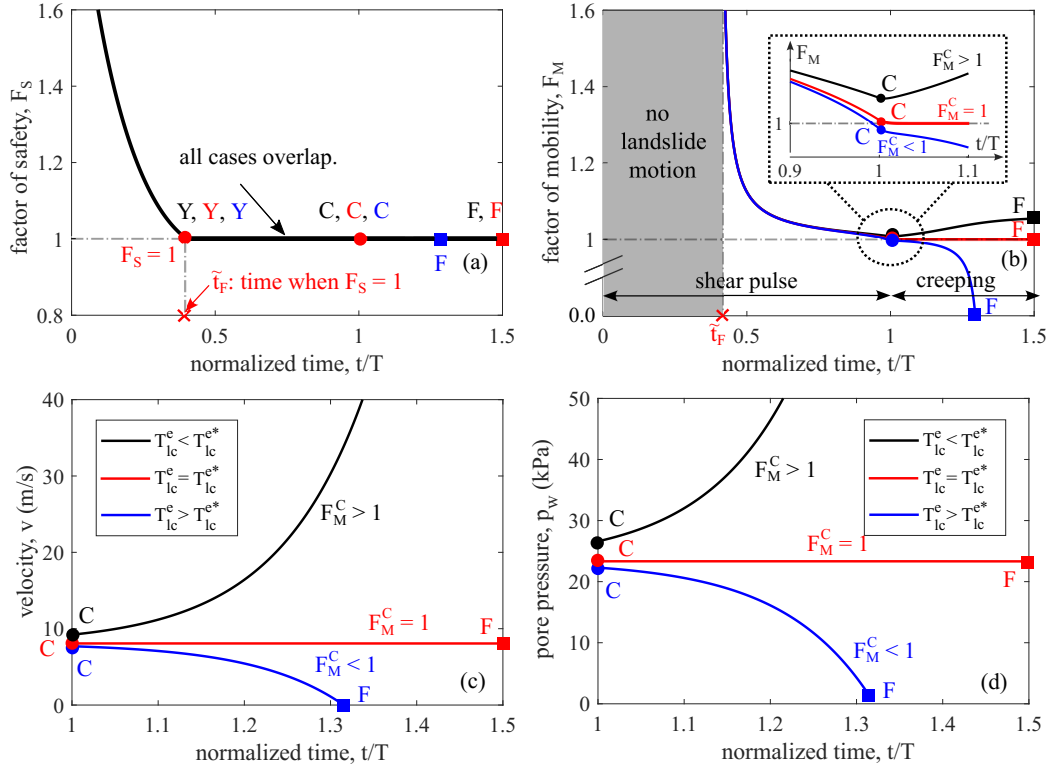 1.6
1.4
1.2
1
0.8
factor of safety, F_S
all cases overlap.
Y, Y, Y
C, C, C
F, F
F_S = 1
F
(a)
t̃_F: time when F_S = 1
0
0.5
1
1.5
normalized time, t/T
1.6
1.4
1.2
1
0.0
factor of mobility, F_M
no
landslide
motion
F_M
F_M^C > 1
C
C
F_M^C = 1
1
C
F_M^C < 1
t/T
0.9
1.0
1.1
F
F
(b)
shear pulse
creeping
F
t̃_F
0
0.5
1
1.5
normalized time, t/T
40
30
20
10
0
velocity, v (m/s)
T_lc^e < T_lc^e*
T_lc^e = T_lc^e*
T_lc^e > T_lc^e*
F_M^C > 1
C
F_M^C = 1
F
C
C
F_M^C < 1
F
(c)
1
1.1
1.2
1.3
1.4
1.5
normalized time, t/T
50
40
30
20
10
0
pore pressure, p_w (kPa)
T_lc^e < T_lc^e*
T_lc^e = T_lc^e*
T_lc^e > T_lc^e*
F_M^C > 1
C
C
F_M^C = 1
F
C
F_M^C < 1
F
(d)
1
1.1
1.2
1.3
1.4
1.5
normalized time, t/T